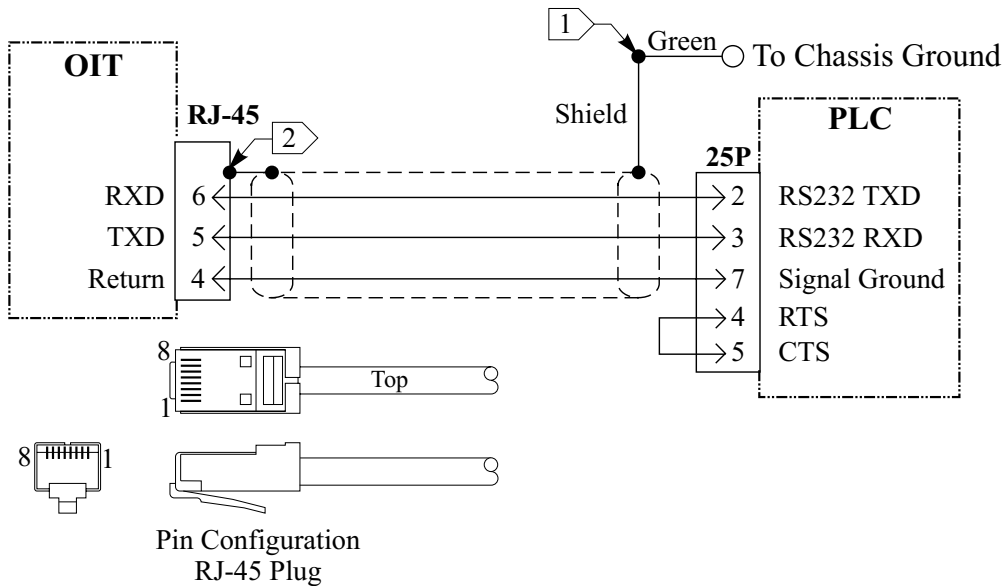 1
Green
To Chassis Ground
OIT
RJ-45
2
Shield
PLC
25P
RXD 6 2 RS232 TXD
TXD 5 3 RS232 RXD
Return 4 7 Signal Ground
4 RTS
5 CTS
8
1
Top
8 1
Pin Configuration
RJ-45 Plug